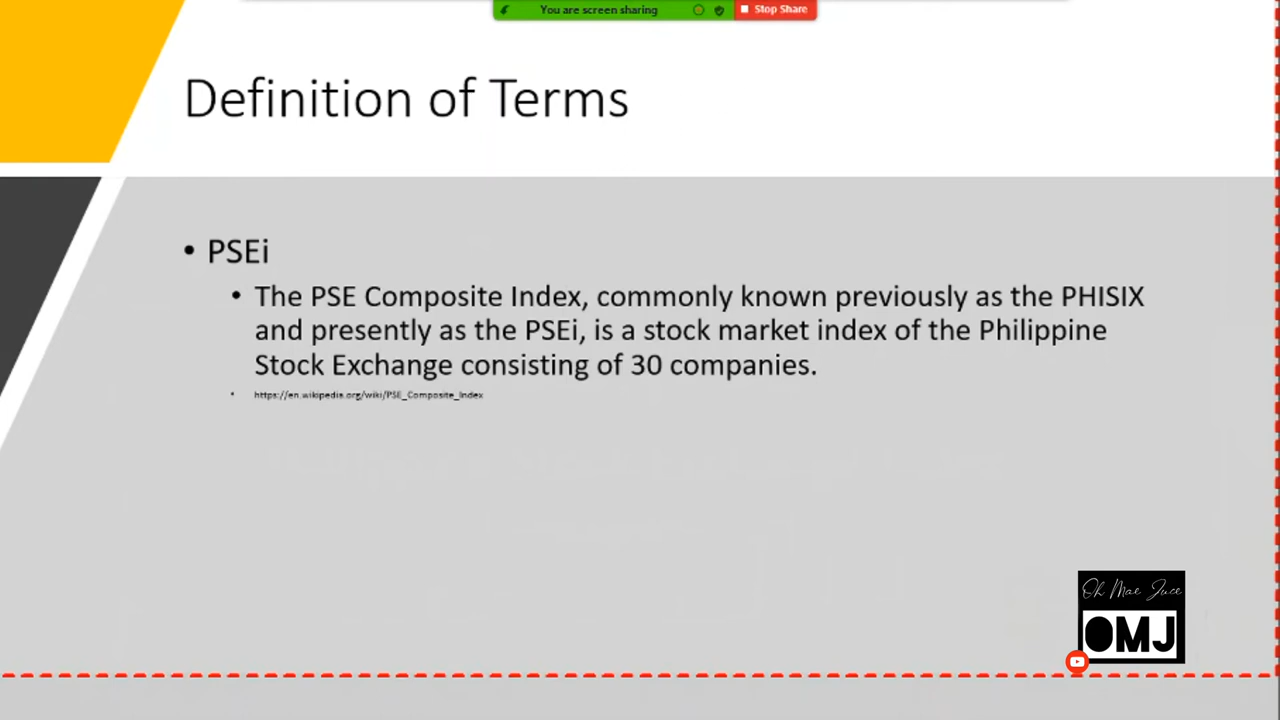 You are screen sharing
Stop Share
Definition of Terms
• PSEi
• The PSE Composite Index, commonly known previously as the PHISIX
and presently as the PSEi, is a stock market index of the Philippine
Stock Exchange consisting of 30 companies.
• https://en.wikipedia.org/wiki/PSE_Composite_Index
Oh Mae Juce
OMJ